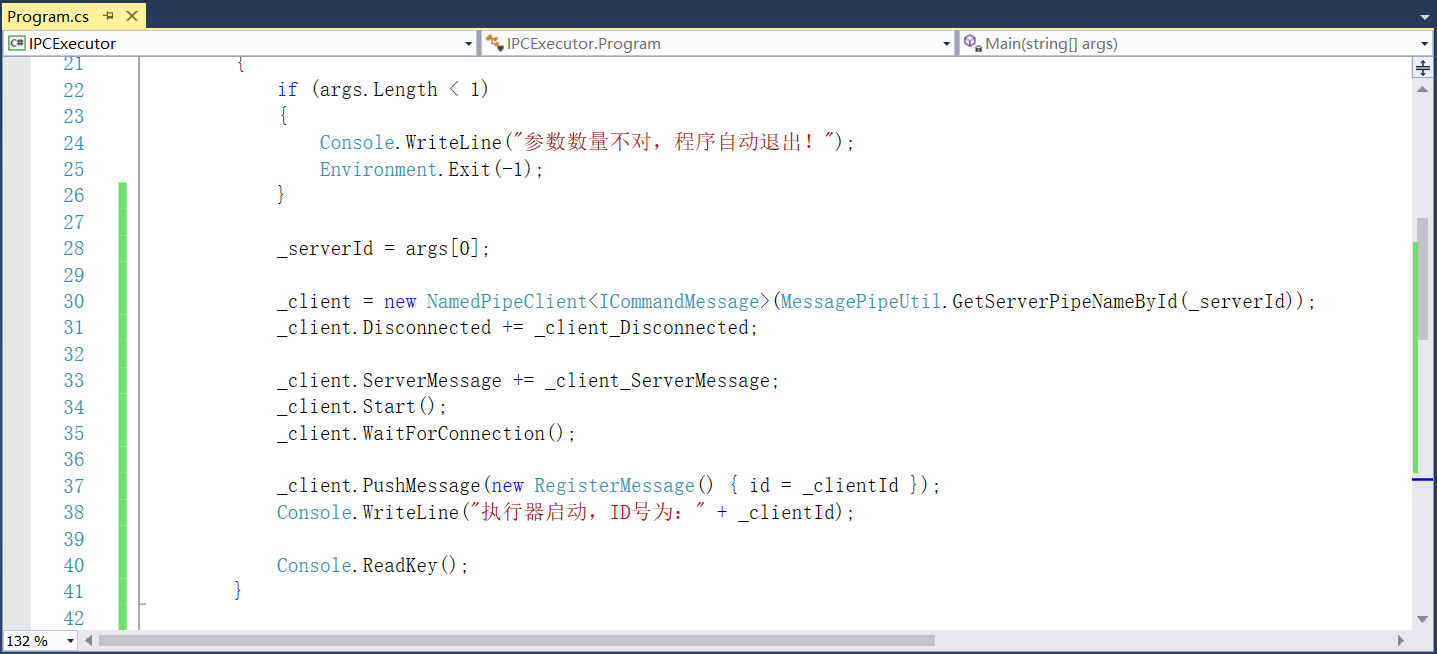 Program.cs
IPCExecutor
IPCExecutor.Program
Main(string[] args)
21 {
22 if (args.Length < 1)
23 {
24 Console.WriteLine("参数数量不对，程序自动退出！");
25 Environment.Exit(-1);
26 }
27
28 _serverId = args[0];
29
30 _client = new NamedPipeClient<ICommandMessage>(MessagePipeUtil.GetServerPipeNameById(_serverId));
31 _client.Disconnected += _client_Disconnected;
32
33 _client.ServerMessage += _client_ServerMessage;
34 _client.Start();
35 _client.WaitForConnection();
36
37 _client.PushMessage(new RegisterMessage() { id = _clientId });
38 Console.WriteLine("执行器启动，ID号为：" + _clientId);
39
40 Console.ReadKey();
41 }
42
132 %